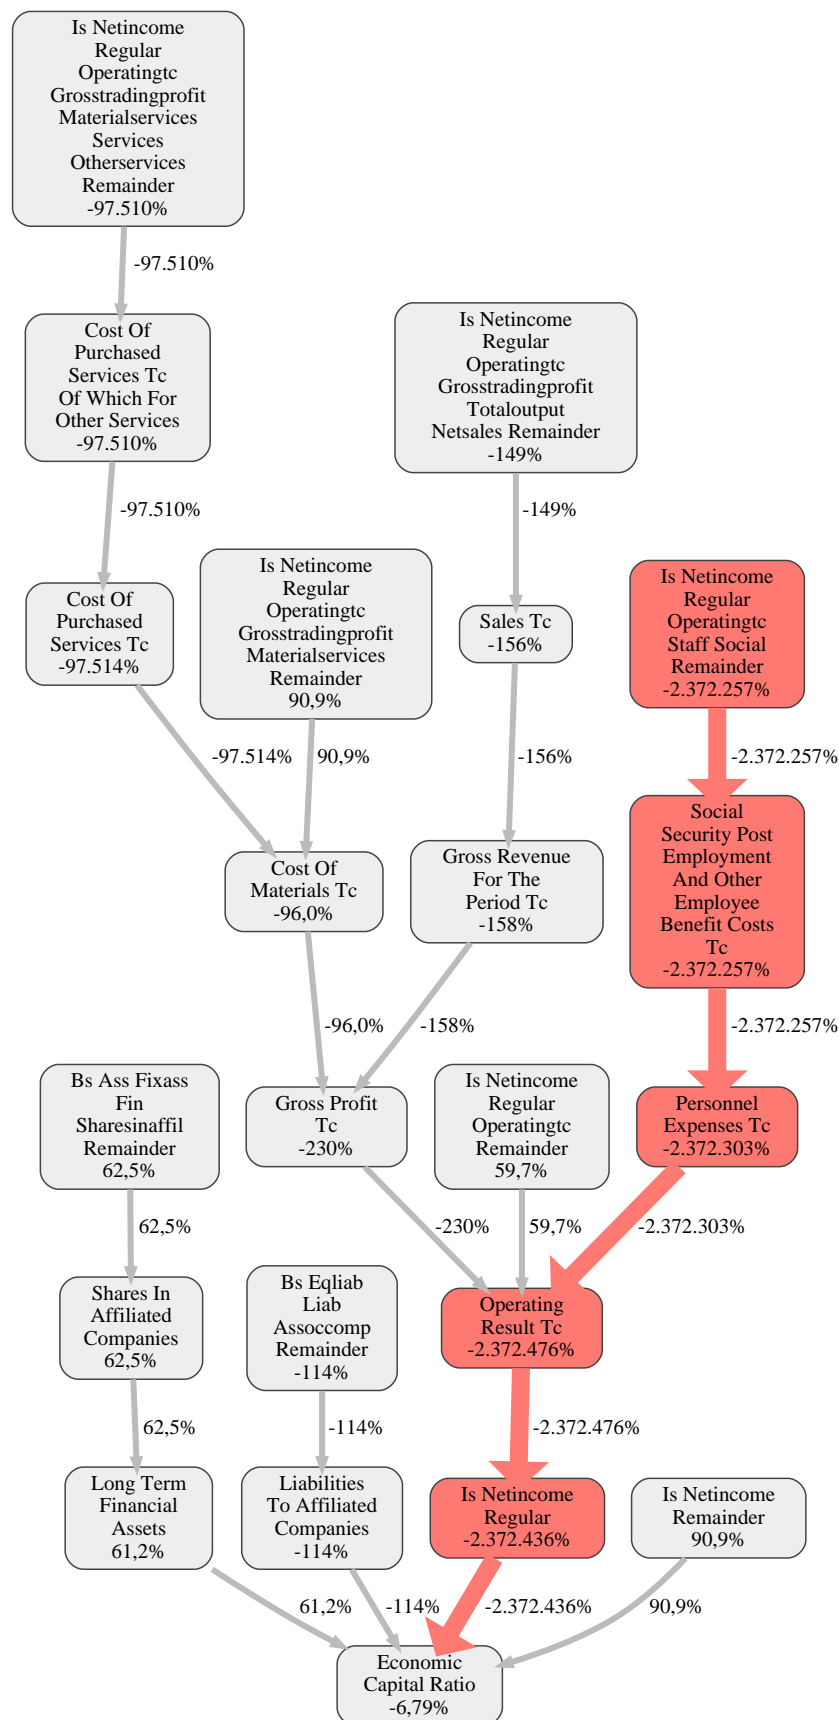 Is Netincome
Regular
Operatingtc
Grosstradingprofit
Materialservices
Services
Otherservices
Remainder
-97.510%
-97.510%
Cost Of
Purchased
Services Tc
Of Which For
Other Services
-97.510%
Is Netincome
Regular
Operatingtc
Grosstradingprofit
Totaloutput
Netsales Remainder
-149%
-97.510%
-149%
Cost Of
Purchased
Services Tc
-97.514%
Is Netincome
Regular
Operatingtc
Grosstradingprofit
Materialservices
Remainder
90,9%
Sales Tc
-156%
Is Netincome
Regular
Operatingtc
Staff Social
Remainder
-2.372.257%
-97.514%
90,9%
-156%
-2.372.257%
Cost Of
Materials Tc
-96,0%
Gross Revenue
For The
Period Tc
-158%
Social
Security Post
Employment
And Other
Employee
Benefit Costs
Tc
-2.372.257%
-96,0%
-158%
-2.372.257%
Bs Ass Fixass
Fin
Sharesinaffil
Remainder
62,5%
Gross Profit
Tc
-230%
Is Netincome
Regular
Operatingtc
Remainder
59,7%
Personnel
Expenses Tc
-2.372.303%
62,5%
-230%
59,7%
-2.372.303%
Shares In
Affiliated
Companies
62,5%
Bs Eqliab
Liab
Assoccomp
Remainder
-114%
Operating
Result Tc
-2.372.476%
62,5%
-114%
-2.372.476%
Long Term
Financial
Assets
61,2%
Liabilities
To Affiliated
Companies
-114%
Is Netincome
Regular
-2.372.436%
Is Netincome
Remainder
90,9%
61,2%
-114%
-2.372.436%
90,9%
Economic
Capital Ratio
-6,79%